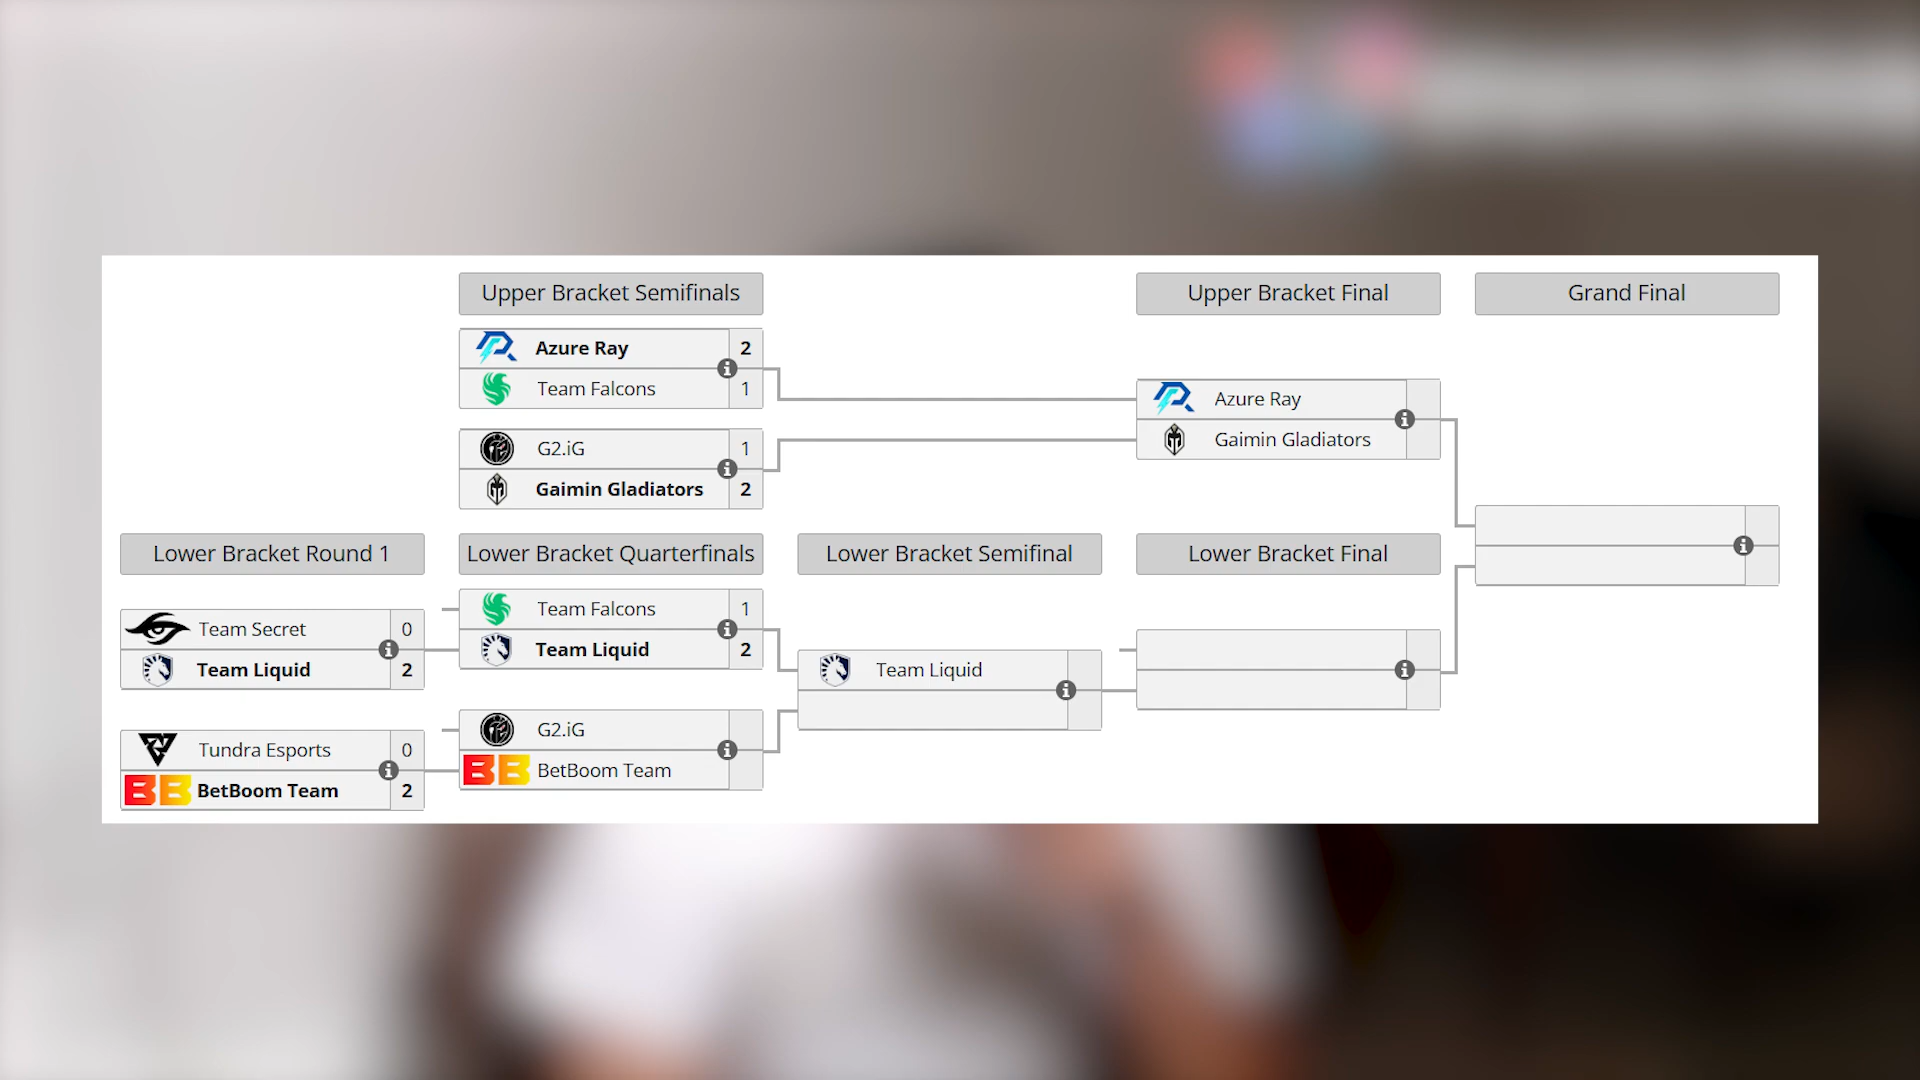 Upper Bracket Semifinals
Upper Bracket Final
Grand Final
Azure Ray 2
Team Falcons 1
G2.iG 1
Gaimin Gladiators 2
Azure Ray
Gaimin Gladiators
Lower Bracket Round 1
Lower Bracket Quarterfinals
Lower Bracket Semifinal
Lower Bracket Final
Team Secret 0
Team Liquid 2
Tundra Esports 0
BB BetBoom Team 2
Team Falcons 1
Team Liquid 2
G2.iG
BB BetBoom Team
Team Liquid